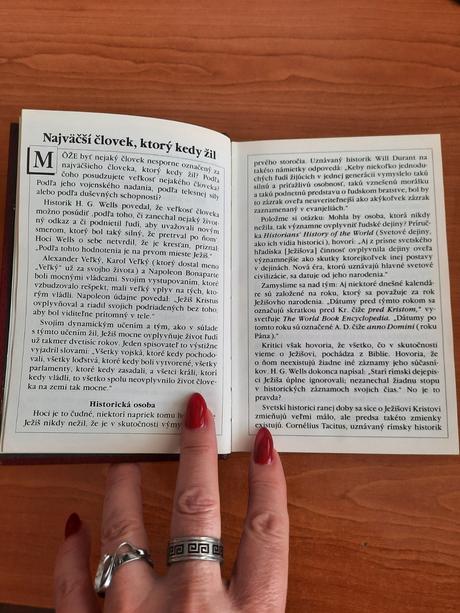 Najväčší človek, ktorý kedy žil
MÔŽE byť nejaký človek nesporne označený za
najväčšieho človeka, ktorý kedy žil? Podľa
čoho posudzujete veľkosť nejakého človeka?
Podľa jeho vojenského nadania, podľa telesnej sily
alebo podľa duševných schopností?
Historik H. G. Wells povedal, že veľkosť človeka
možno posúdiť ‚podľa toho, či zanechal nejaký život-
ný odkaz a či podnietil ľudí, aby uvažovali novým
smerom, ktorý bol taký silný, že pretrval po ňom‘.
Hoci Wells o sebe netvrdil, že je kresťan, priznal:
„Podľa tohto hodnotenia je na prvom mieste Ježiš.“
Alexander Veľký, Karol Veľký (ktorý dostal meno
„Veľký“ už za svojho života) a Napoleon Bonaparte
boli mocnými vládcami. Svojím vystupovaním, ktoré
vzbudzovalo rešpekt, mali veľký vplyv na tých, kto-
rým vládli. Napoleon údajne povedal: „Ježiš Kristus
ovplyvňoval a riadil svojich podriadených bez toho,
aby bol viditeľne prítomný v tele.“
Svojím dynamickým učením a tým, ako v súlade
s týmto učením žil, Ježiš mocne ovplyvňuje život ľudí
už takmer dvetisíc rokov. Jeden spisovateľ to výstižne
vyjadril slovami: „Všetky vojská, ktoré kedy pochodo-
vali, všetky loďstvá, ktoré kedy boli vytvorené, všetky
parlamenty, ktoré kedy zasadali, a všetci králi, ktorí
kedy vládli, to všetko spolu neovplyvnilo život člove-
ka na zemi tak mocne.“
Historická osoba
Hoci je to čudné, niektorí napriek tomu hovoria, že
Ježiš nikdy nežil, že je v skutočnosti výmyslom
prvého storočia. Uznávaný historik Will Durant na
takéto námietky odpovedá: „Keby niekoľko jednodu-
chých ľudí žijúcich v jednej generácii vymyslelo takú
silnú a príťažlivú osobnosť, takú vznešenú morálku
a takú podnetnú predstavu o ľudskom bratstve, bol by
to zázrak oveľa neuveriteľnejší ako akýkoľvek zázrak
zaznamenaný v evanjeliách.“
Položme si otázku: Mohla by osoba, ktorá nikdy
nežila, tak významne ovplyvniť ľudské dejiny? Príruč-
ka Historians' History of the World (Svetové dejiny,
ako ich vidia historici), hovorí: „Aj z prísne svetského
hľadiska [Ježišova] činnosť ovplyvnila dejiny oveľa
významnejšie ako skutky ktorejkoľvek inej postavy
v dejinách. Nová éra, ktorú uznávajú hlavné svetové
civilizácie, sa datuje od jeho narodenia.“
Zamyslime sa nad tým: Aj niektoré dnešné kalendá-
re sú založené na roku, ktorý sa považuje za rok
Ježišovho narodenia. „Dátumy pred týmto rokom sa
označujú skratkou pred Kr. čiže pred Kristom,“ vy-
svetľuje The World Book Encyclopedia. „Dátumy po
tomto roku sú označené A. D. čiže anno Domini (roku
Pána).“
Kritici však hovoria, že všetko, čo v skutočnosti
vieme o Ježišovi, pochádza z Biblie. Hovoria, že
o ňom neexistujú žiadne iné záznamy jeho súčasní-
kov. H. G. Wells dokonca napísal: „Starí rímski dejepis-
ci Ježiša úplne ignorovali; nezanechal žiadnu stopu
v historických záznamoch svojich čias.“ No je to
pravda?
Svetskí historici ranej doby sa síce o Ježišovi Kristovi
zmieňujú veľmi málo, ale predsa takéto zmienky
existujú. Cornélius Tacitus, uznávaný rímsky historik